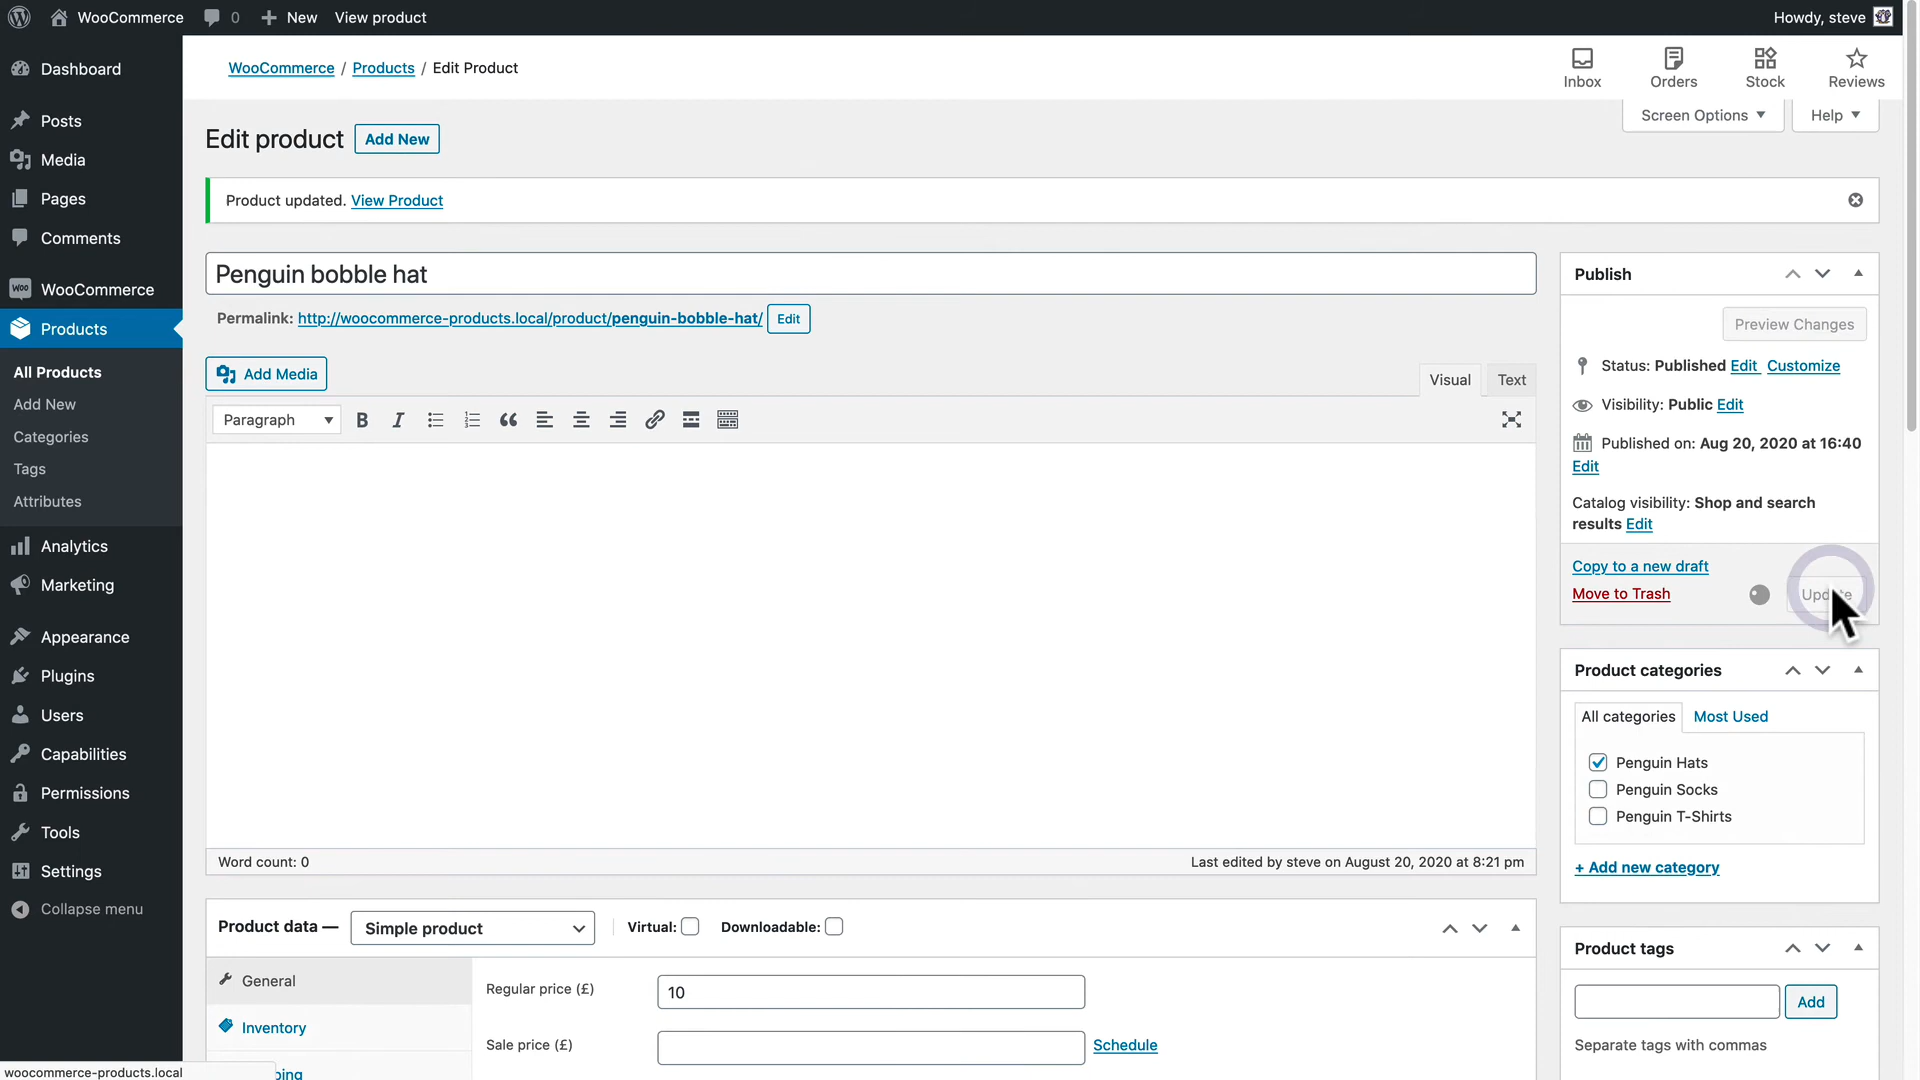 WooCommerce
0
New
View product
Howdy, steve
Dashboard
Posts
Media
Pages
Comments
WooCommerce
Products
All Products
Add New
Categories
Tags
Attributes
Analytics
Marketing
Appearance
Plugins
Users
Capabilities
Permissions
Tools
Settings
Collapse menu
woocommerce-products.local
WooCommerce / Products / Edit Product
Inbox
Orders
Stock
Reviews
Screen Options
Help
Edit product
Add New
Product updated. View Product
Penguin bobble hat
Permalink: http://woocommerce-products.local/product/penguin-bobble-hat/ Edit
Add Media
Visual
Text
Paragraph
Word count: 0
Last edited by steve on August 20, 2020 at 8:21 pm
Product data — Simple product
Virtual:
Downloadable:
General
Inventory
Regular price (£)
10
Sale price (£)
Schedule
Publish
Preview Changes
Status: Published Edit Customize
Visibility: Public Edit
Published on: Aug 20, 2020 at 16:40
Edit
Catalog visibility: Shop and search
results Edit
Copy to a new draft
Move to Trash
Update
Product categories
All categories
Most Used
Penguin Hats
Penguin Socks
Penguin T-Shirts
+ Add new category
Product tags
Add
Separate tags with commas